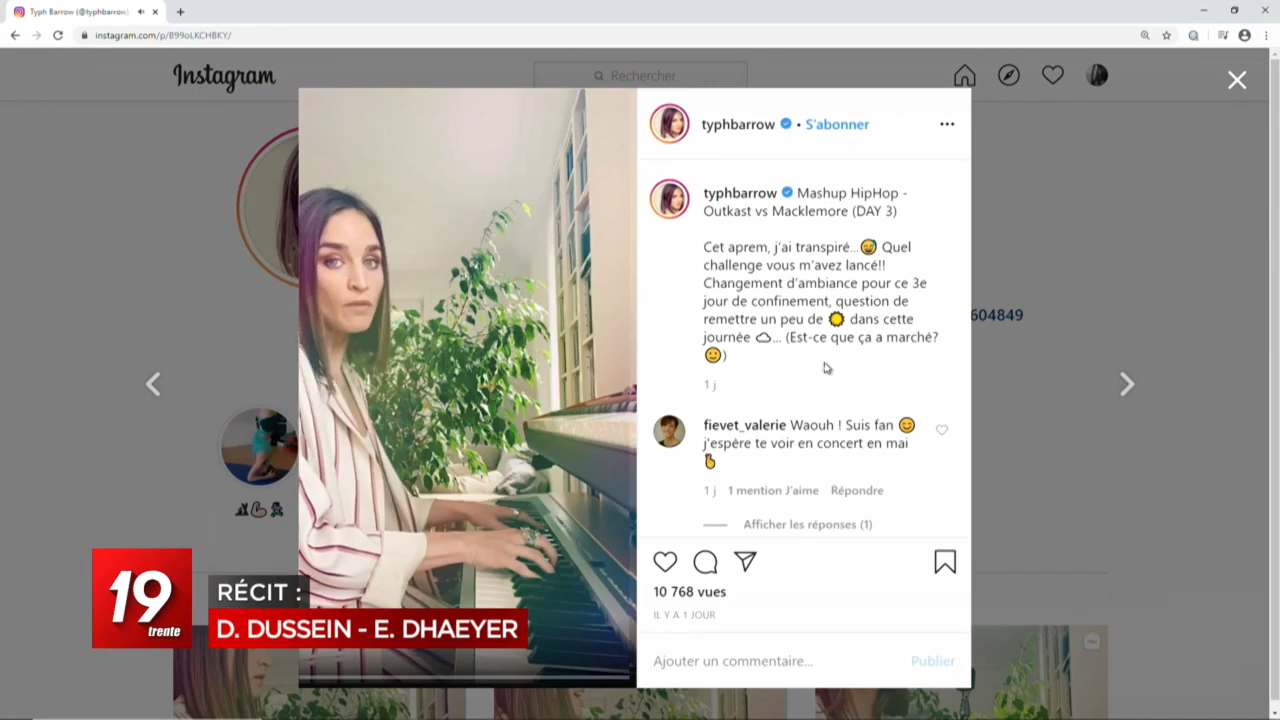 Typh Barrow (@typhbarrow)
instagram.com/p/B99oLKCHBKY/
Instagram
Rechercher
typhbarrow • S'abonner
typhbarrow Mashup HipHop -
Outkast vs Macklemore (DAY 3)
Cet aprem, j'ai transpiré...😅 Quel
challenge vous m'avez lancé!!
Changement d'ambiance pour ce 3e
jour de confinement, question de
remettre un peu de 🌞 dans cette
journée ☁... (Est-ce que ça a marché?
🙂)
1 j
604849
fievet_valerie Waouh ! Suis fan 😊
j'espère te voir en concert en mai
1 j 1 mention J'aime Répondre
Afficher les réponses (1)
10 768 vues
IL Y A 1 JOUR
Ajouter un commentaire... Publier
19
trente
RÉCIT :
D. DUSSEIN - E. DHAEYER